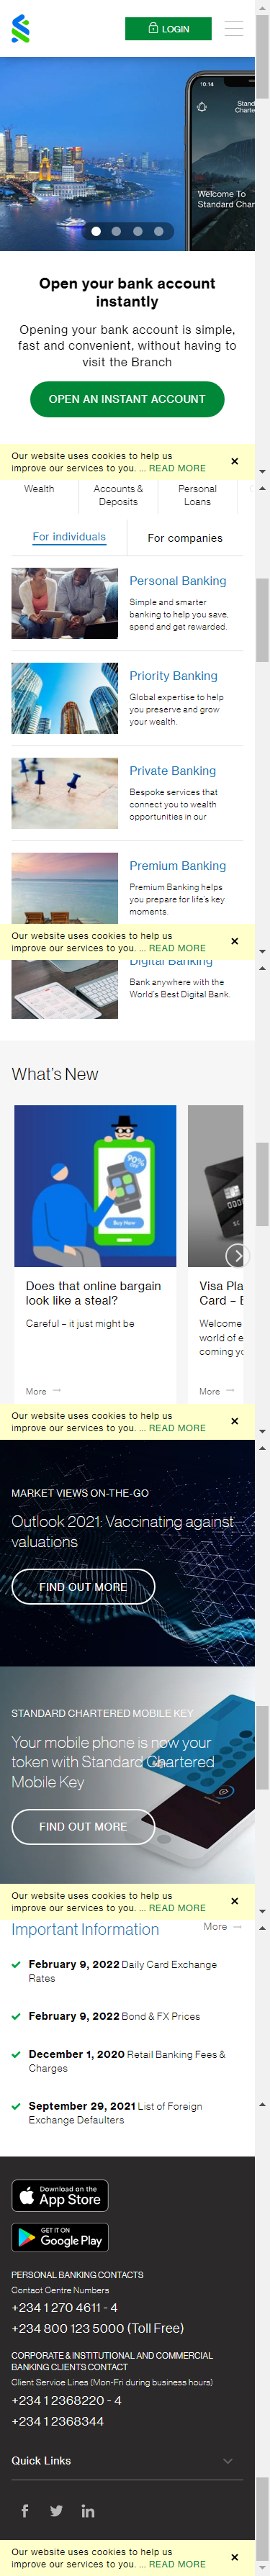 LOGIN
10:14
Welcome To
Open your bank account
instantly
Opening your bank account is simple,
fast and convenient, without having to
visit the Branch
OPEN AN INSTANT ACCOUNT
Our website uses cookies to help us
improve our services to you. ... READ MORE
Wealth
Accounts &
Deposits
Personal
Loans
For individuals
For companies
Personal Banking
Simple and smarter
banking to help you save,
spend and get rewarded.
Priority Banking
Global expertise to help
you preserve and grow
your wealth.
Private Banking
Bespoke services that
connect you to wealth
opportunities in our
Premium Banking
Premium Banking helps
you prepare for life's key
moments.
Our website uses cookies to help us
improve our services to you. ... READ MORE
Digital Banking
Bank anywhere with the
World's Best Digital Bank.
What's New
90%
OFF
Buy Now
Does that online bargain
look like a steal?
Careful – it just might be
More
Visa Pla
Card – E
Welcome
world of e
coming yo
More
Our website uses cookies to help us
improve our services to you. ... READ MORE
MARKET VIEWS ON-THE-GO
Outlook 2021: Vaccinating against
valuations
FIND OUT MORE
STANDARD CHARTERED MOBILE KEY
Your mobile phone is now your
token with Standard Chartered
Mobile Key
FIND OUT MORE
Our website uses cookies to help us
improve our services to you. ... READ MORE
Important Information
More
February 9, 2022 Daily Card Exchange
Rates
February 9, 2022 Bond & FX Prices
December 1, 2020 Retail Banking Fees &
Charges
September 29, 2021 List of Foreign
Exchange Defaulters
Download on the
App Store
GET IT ON
Google Play
PERSONAL BANKING CONTACTS
Contact Centre Numbers
+234 1 270 4611 - 4
+234 800 123 5000 (Toll Free)
CORPORATE & INSTITUTIONAL AND COMMERCIAL
BANKING CLIENTS CONTACT
Client Service Lines (Mon-Fri during business hours)
+234 1 2368220 - 4
+234 1 2368344
Quick Links
Our website uses cookies to help us
improve our services to you. ... READ MORE